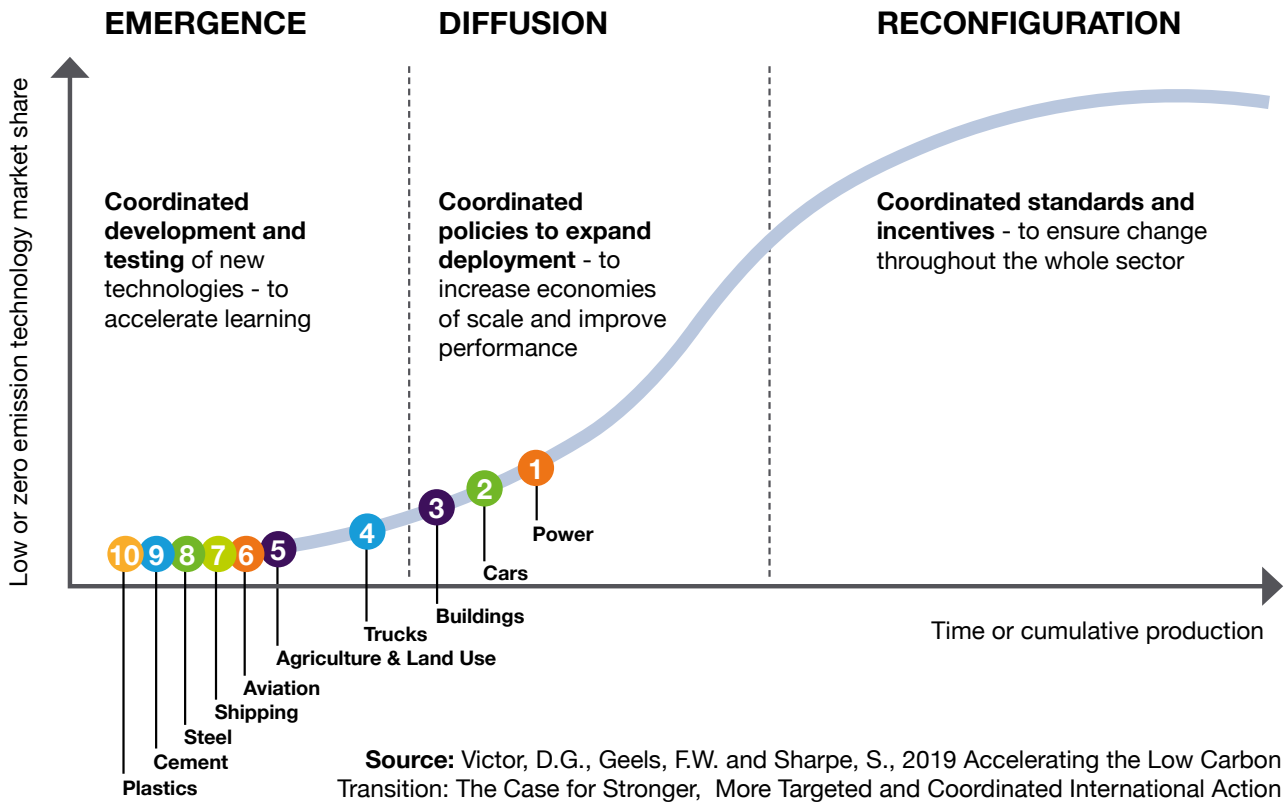 EMERGENCE
DIFFUSION
RECONFIGURATION
Low or zero emission technology market share
Coordinated
development and
testing of new
technologies - to
accelerate learning
Coordinated
policies to expand
deployment - to
increase economies
of scale and improve
performance
Coordinated standards and
incentives - to ensure change
throughout the whole sector
10
9
8
7
6
5
4
3
2
1
Power
Cars
Buildings
Trucks
Agriculture & Land Use
Aviation
Shipping
Steel
Cement
Plastics
Time or cumulative production
Source: Victor, D.G., Geels, F.W. and Sharpe, S., 2019 Accelerating the Low Carbon
Transition: The Case for Stronger, More Targeted and Coordinated International Action